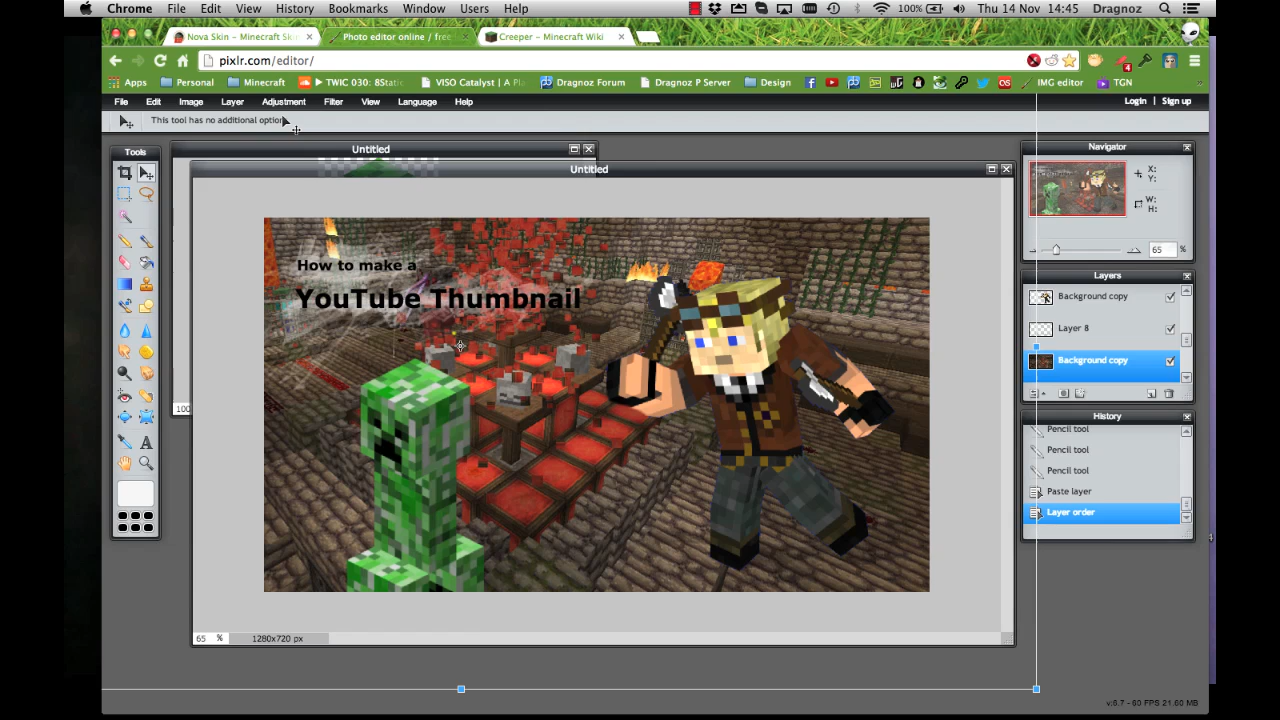 Chrome File Edit View History Bookmarks Window Users Help 100% Thu 14 Nov 14:45 Dragnoz
Nova Skin - Minecraft Ski Photo editor online / free Creeper - Minecraft Wiki
pixlr.com/editor/
Apps Personal Minecraft TWIC 030: 8Stati VISO Catalyst | A Pl Dragnoz Forum Dragnoz P Server Design IMG editor TGN
File Edit Image Layer Adjustment Filter View Language Help Login | Sign up
This tool has no additional option
Tools
Untitled
Untitled
Navigator
X:
Y:
W:
H:
65 %
How to make a
YouTube Thumbnail
Layers
Background copy
Layer 8
Background copy
100
History
Pencil tool
Pencil tool
Pencil tool
Paste layer
Layer order
65 % 1280x720 px
v:6.7 - 60 FPS 21.60 MB